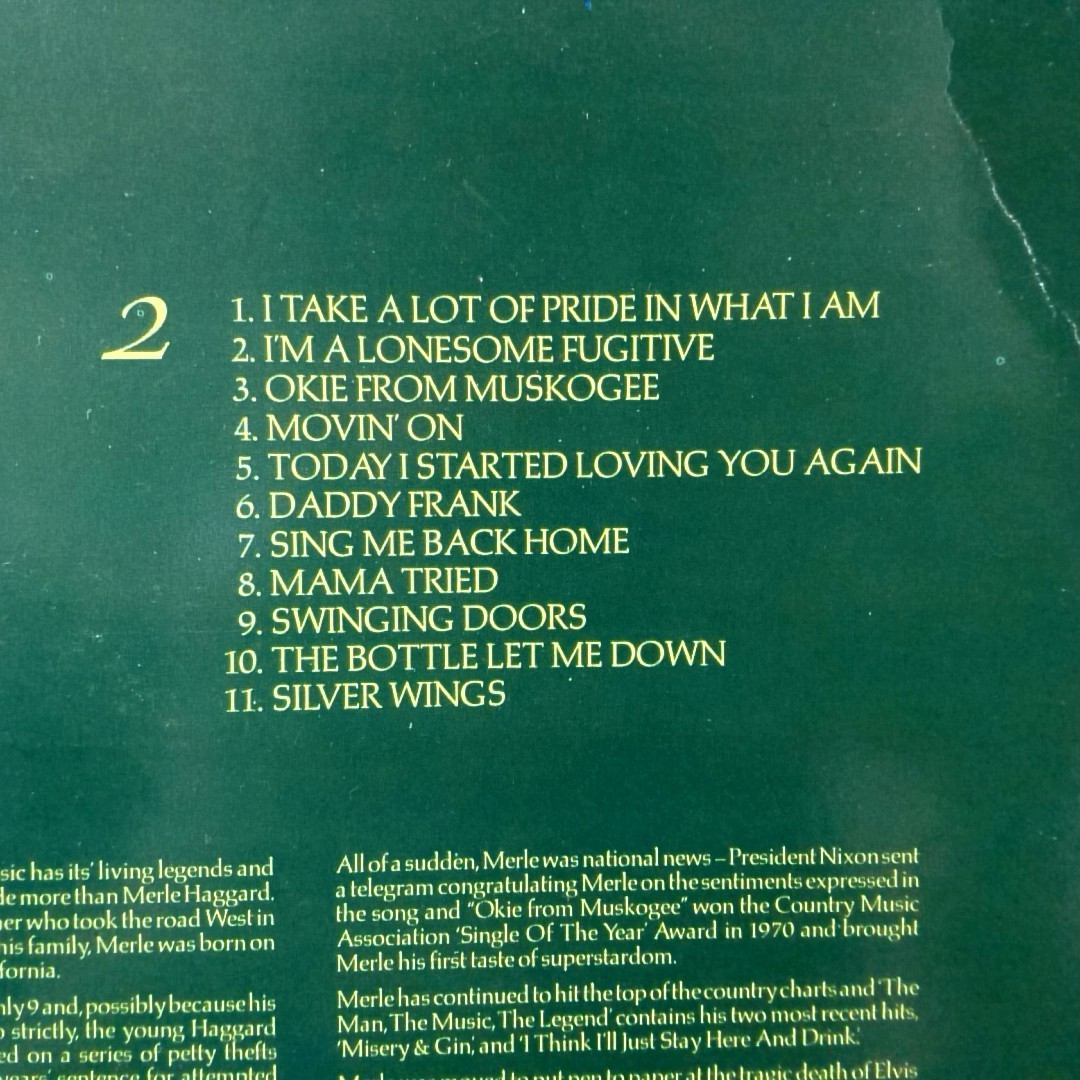 2
1. I TAKE A LOT OF PRIDE IN WHAT I AM
2. I'M A LONESOME FUGITIVE
3. OKIE FROM MUSKOGEE
4. MOVIN' ON
5. TODAY I STARTED LOVING YOU AGAIN
6. DADDY FRANK
7. SING ME BACK HOME
8. MAMA TRIED
9. SWINGING DOORS
10. THE BOTTLE LET ME DOWN
11. SILVER WINGS
has its' living legends and
more than Merle Haggard.
who took the road West in
his family, Merle was born on
9 and, possibly because his
strictly, the young Haggard
on a series of petty thefts
sentence for attempted
All of a sudden, Merle was national news – President Nixon sent
a telegram congratulating Merle on the sentiments expressed in
the song and "Okie from Muskogee" won the Country Music
Association 'Single Of The Year' Award in 1970 and brought
Merle his first taste of superstardom.
Merle has continued to hit the top of the country charts and 'The
Man, The Music, The Legend' contains his two most recent hits,
'Misery & Gin', and 'I Think I'll Just Stay Here And Drink'.
Merle was moved to put pen to paper at the tragic death of Elvis